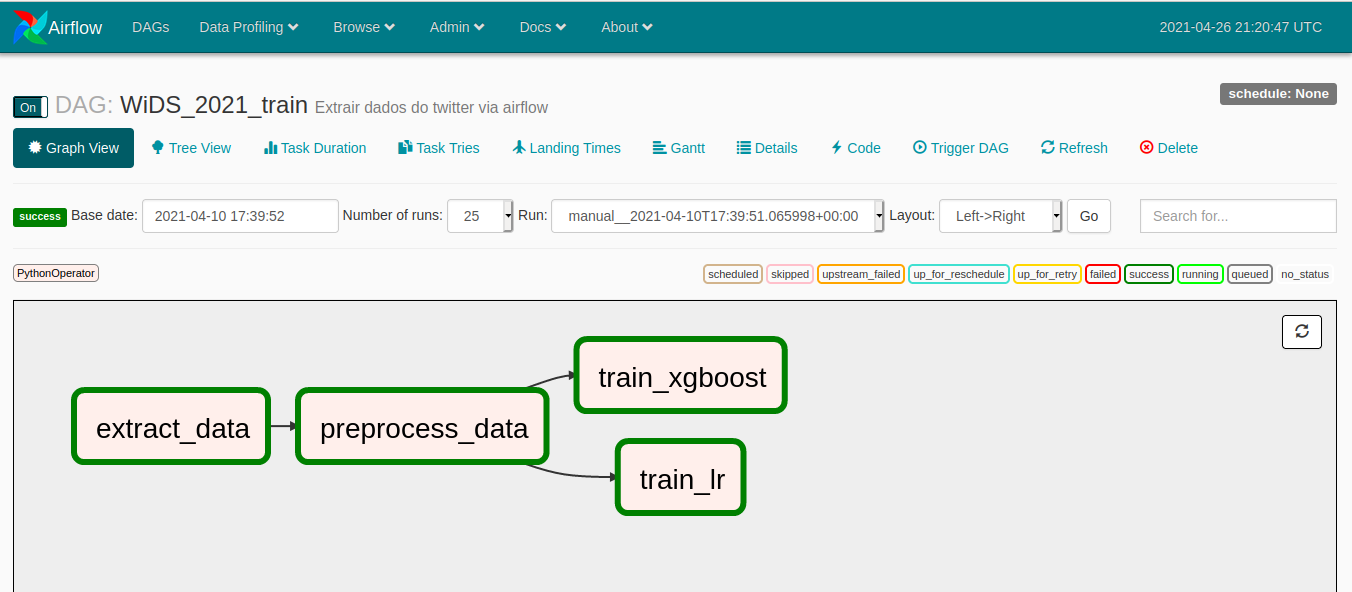 Airflow DAGs Data Profiling Browse Admin Docs About 2021-04-26 21:20:47 UTC
schedule: None
On DAG: WiDS_2021_train Extrair dados do twitter via airflow
Graph View Tree View Task Duration Task Tries Landing Times Gantt Details Code Trigger DAG Refresh Delete
success Base date: 2021-04-10 17:39:52 Number of runs: 25 Run: manual__2021-04-10T17:39:51.065998+00:00 Layout: Left->Right Go Search for...
PythonOperator scheduled skipped upstream_failed up_for_reschedule up_for_retry failed success running queued no_status
train_xgboost
extract_data preprocess_data
train_lr